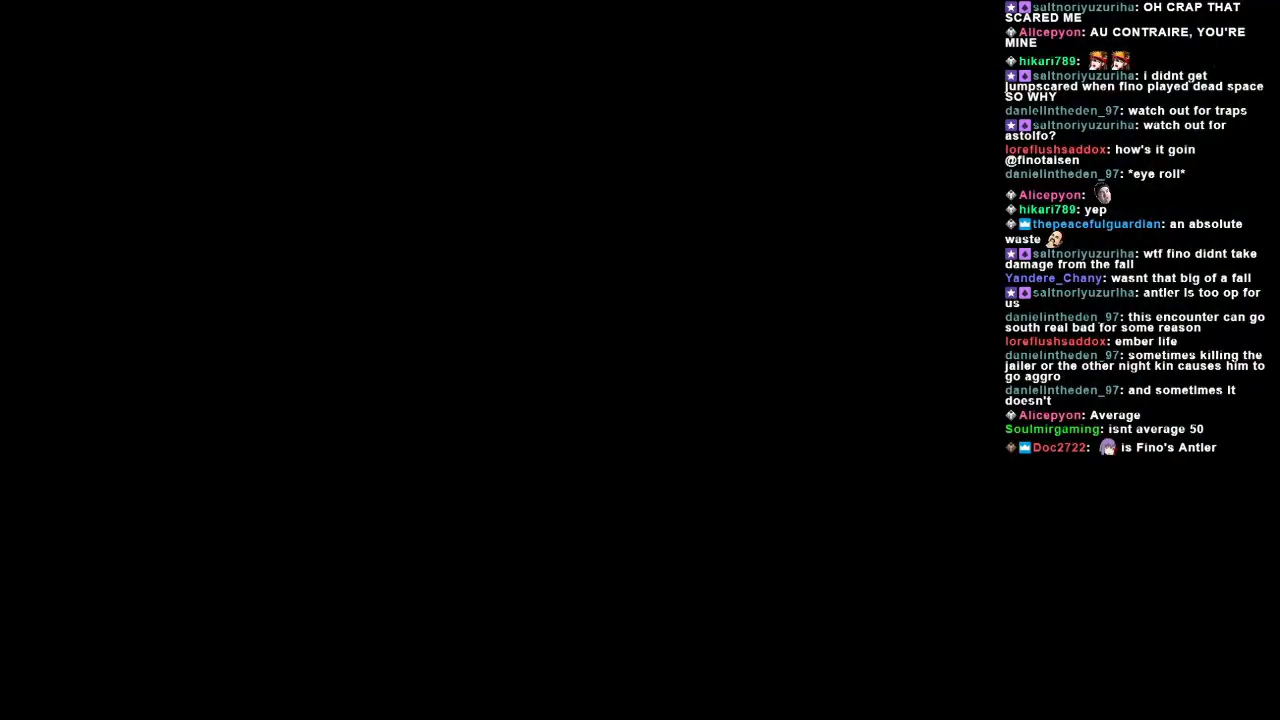 saltnoriyuzuriha: OH CRAP THAT
SCARED ME
Alicepyon: AU CONTRAIRE, YOU'RE
MINE
hikari789:
saltnoriyuzuriha: i didnt get
jumpscared when fino played dead space
SO WHY
danielintheden_97: watch out for traps
saltnoriyuzuriha: watch out for
astolfo?
loreflushsaddox: how's it goin
@finotaisen
danielintheden_97: *eye roll*
Alicepyon:
hikari789: yep
thepeacefulguardian: an absolute
waste
saltnoriyuzuriha: wtf fino didnt take
damage from the fall
Yandere_Chany: wasnt that big of a fall
saltnoriyuzuriha: antler is too op for
us
danielintheden_97: this encounter can go
south real bad for some reason
loreflushsaddox: ember life
danielintheden_97: sometimes killing the
jailer or the other night kin causes him to
go aggro
danielintheden_97: and sometimes it
doesn't
Alicepyon: Average
Soulmirgaming: isnt average 50
Doc2722: is Fino's Antler